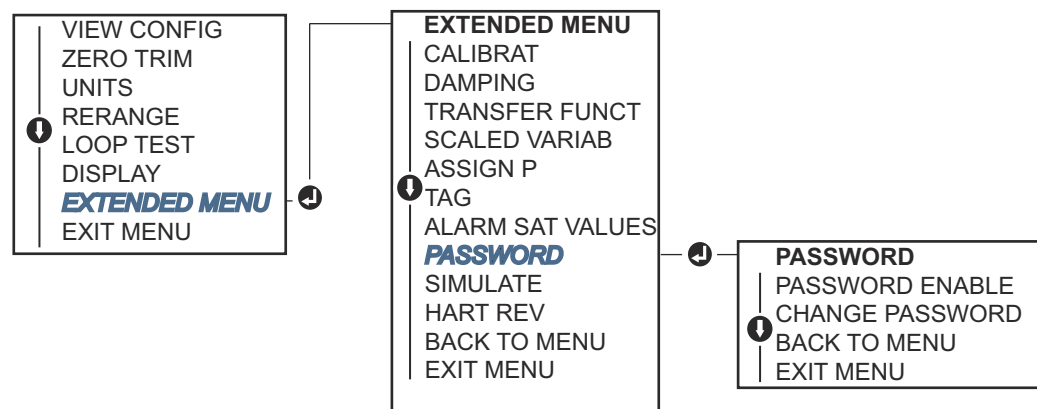 VIEW CONFIG
ZERO TRIM
UNITS
RERANGE
LOOP TEST
DISPLAY
EXTENDED MENU
EXIT MENU
EXTENDED MENU
CALIBRAT
DAMPING
TRANSFER FUNCT
SCALED VARIAB
ASSIGN P
TAG
ALARM SAT VALUES
PASSWORD
SIMULATE
HART REV
BACK TO MENU
EXIT MENU
PASSWORD
PASSWORD ENABLE
CHANGE PASSWORD
BACK TO MENU
EXIT MENU